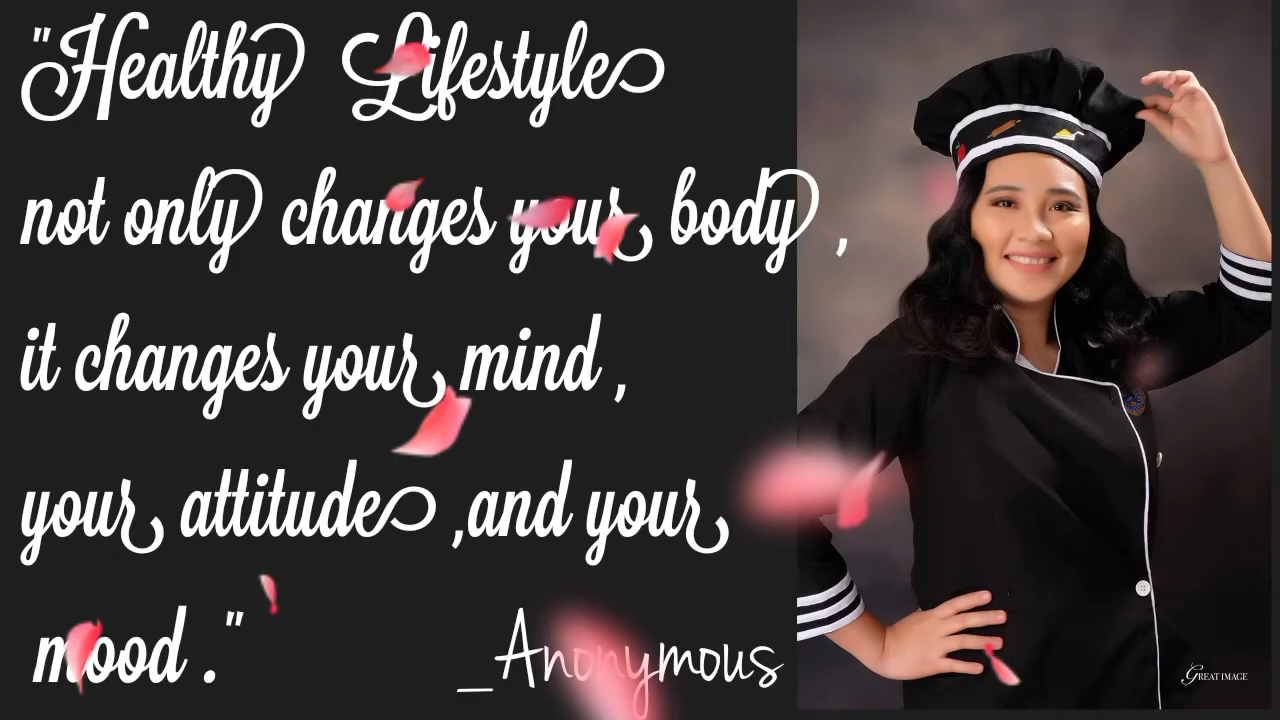 "Healthy Lifestyle
not only changes your body ,
it changes your mind ,
your attitude ,and your
mood ."
_Anonymous
GREAT IMAGE